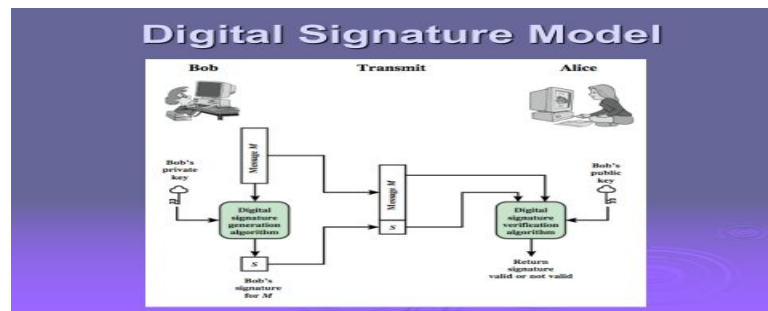 Digital Signature Model
Bob Transmit Alice
Bob's
private
key
Message M
Digital
signature
generation
algorithm
S
Bob's
signature
for M
Message M
S
Bob's
public
key
Digital
signature
verification
algorithm
Return
signature
valid or not valid